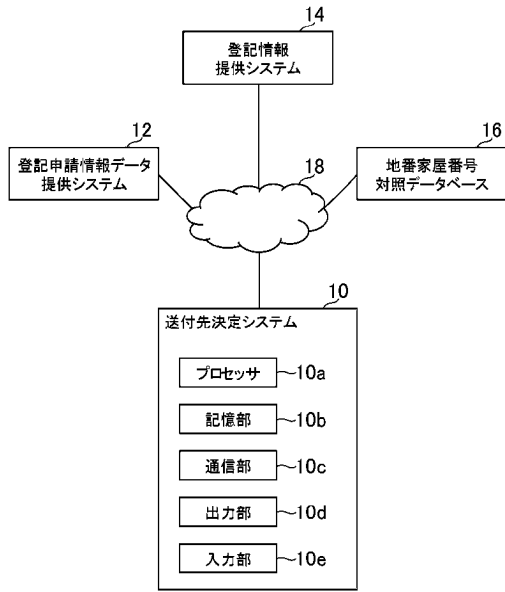 14
登記情報
提供システム
12
登記申請情報データ
提供システム
16
地番家屋番号
対照データベース
18
10
送付先決定システム
プロセッサ 10a
記憶部 10b
通信部 10c
出力部 10d
入力部 10e